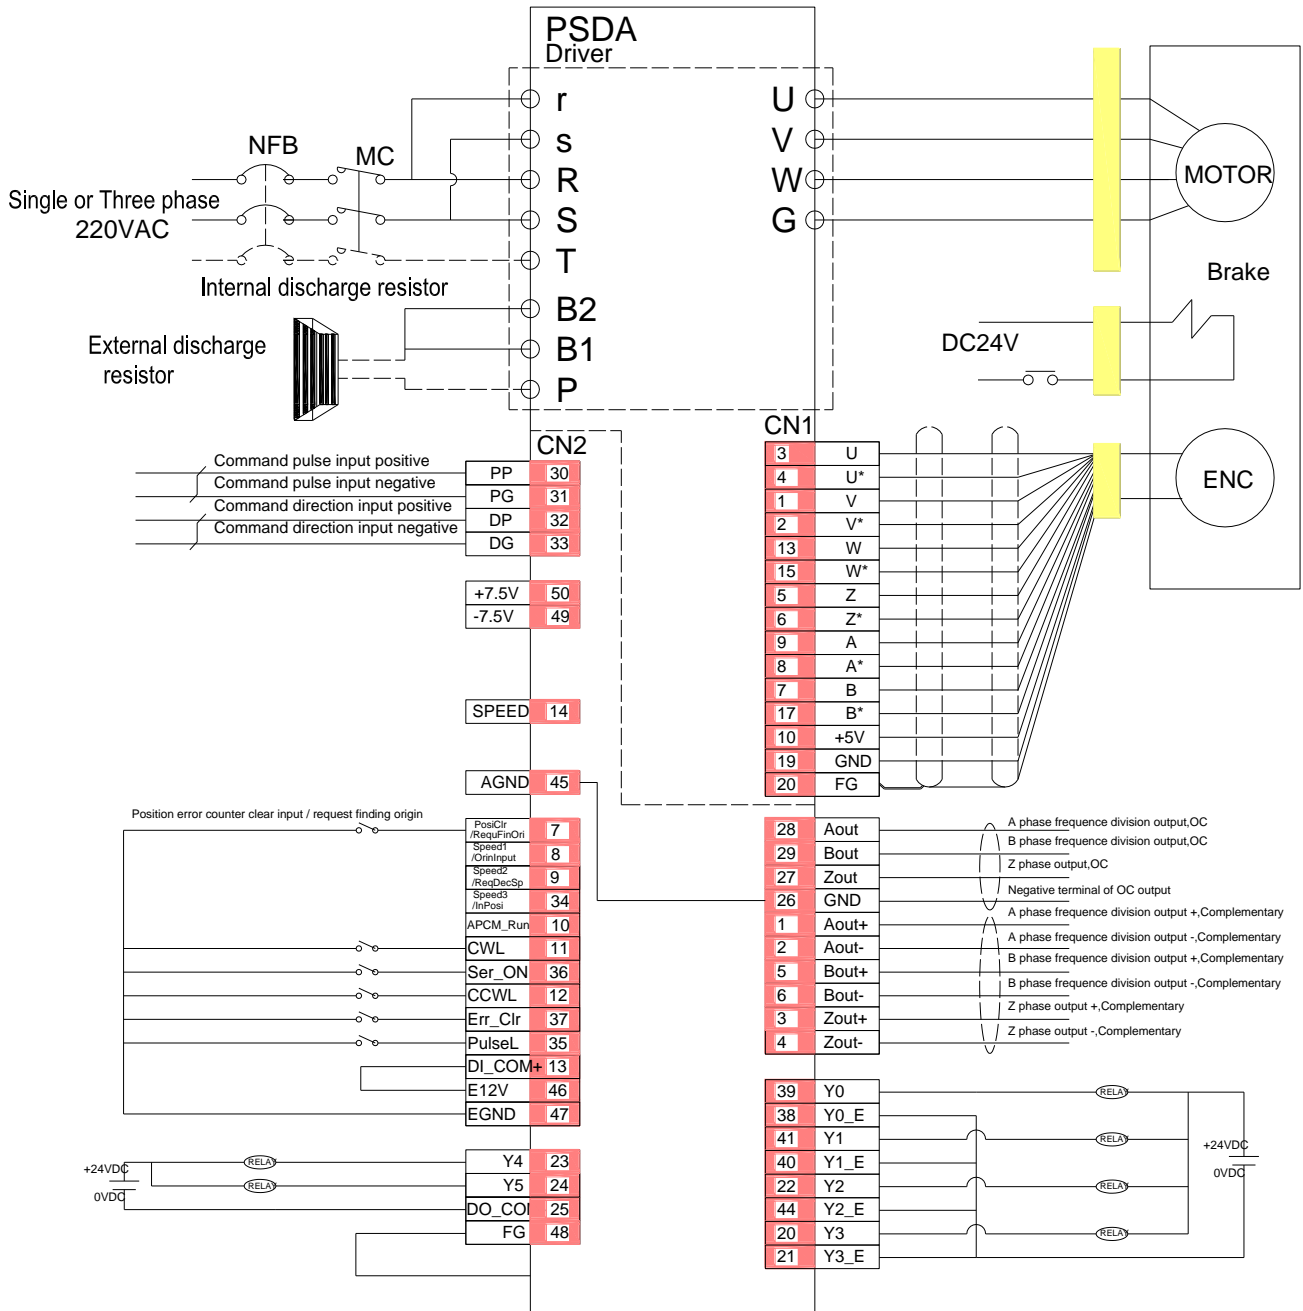 PSDA
Driver
r
s
R
S
T
B2
B1
P
U
V
W
G
NFB
MC
Single or Three phase
220VAC
Internal discharge resistor
External discharge
resistor
MOTOR
Brake
DC24V
ENC
CN2
Command pulse input positive
PP 30
Command pulse input negative
PG 31
Command direction input positive
DP 32
Command direction input negative
DG 33
+7.5V 50
-7.5V 49
SPEED 14
AGND 45
Position error counter clear input / request finding origin
PosiClr
/RequFinOri 7
Speed1
/OrinInput 8
Speed2
/ReqDecSp 9
Speed3
/InPosi 34
APCM_Run 10
CWL 11
Ser_ON 36
CCWL 12
Err_Clr 37
PulseL 35
DI_COM+ 13
E12V 46
EGND 47
+24VDC
0VDC
RELAY
RELAY
Y4 23
Y5 24
DO_CO 25
FG 48
CN1
3 U
4 U*
1 V
2 V*
13 W
15 W*
5 Z
6 Z*
9 A
8 A*
7 B
17 B*
10 +5V
19 GND
20 FG
28 Aout A phase frequence division output,OC
29 Bout B phase frequence division output,OC
27 Zout Z phase output,OC
26 GND Negative terminal of OC output
1 Aout+ A phase frequence division output +,Complementary
2 Aout- A phase frequence division output -,Complementary
5 Bout+ B phase frequence division output +,Complementary
6 Bout- B phase frequence division output -,Complementary
3 Zout+ Z phase output +,Complementary
4 Zout- Z phase output -,Complementary
39 Y0 RELAY
38 Y0_E
41 Y1 RELAY
40 Y1_E
22 Y2 RELAY
44 Y2_E
20 Y3 RELAY
21 Y3_E
+24VDC
0VDC